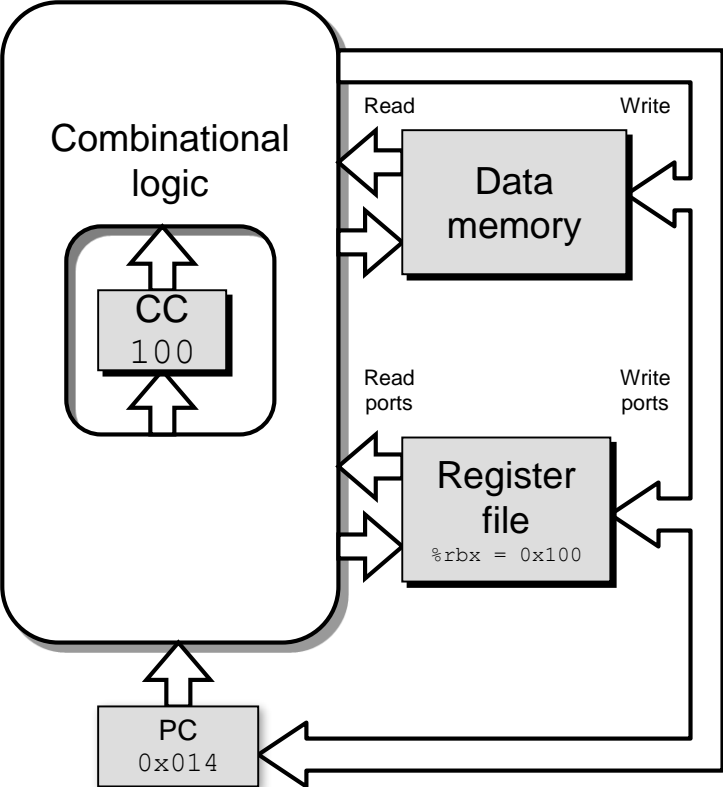 Combinational
logic
CC
100
Read
Write
Data
memory
Read
ports
Write
ports
Register
file
%rbx = 0x100
PC
0x014